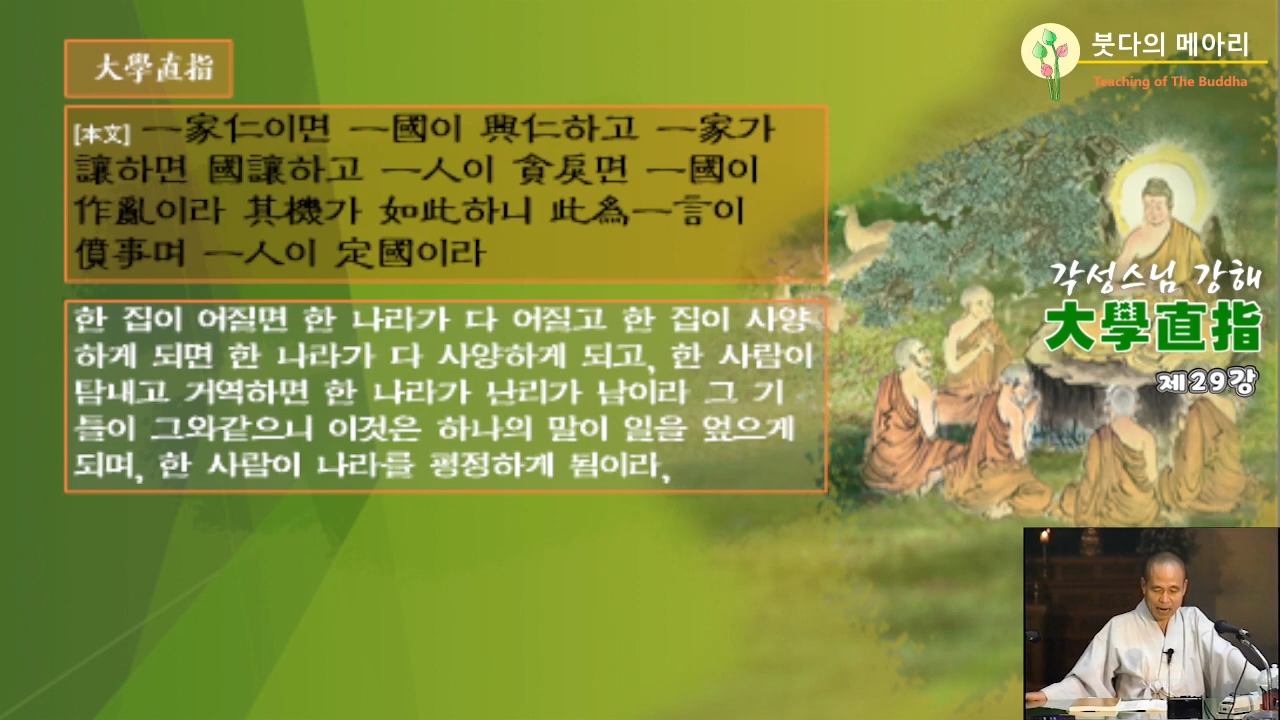 大學直指
[本文] 一家仁이면 一國이 興仁하고 一家가
讓하면 國讓하고 一人이 貪戾면 一國이
作亂이라 其機가 如此하니 此爲一言이
僨事며 一人이 定國이라
한 집이 어질면 한 나라가 다 어질고 한 집이 사양
하게 되면 한 나라가 다 사양하게 되고, 한 사람이
탐내고 거역하면 한 나라가 난리가 남이라 그 기
틀이 그와같으니 이것은 하나의 말이 일을 엎으게
되며, 한 사람이 나라를 평정하게 됨이라,
붓다의 메아리
Teaching of The Buddha
각성스님 강해
大學直指
제29강